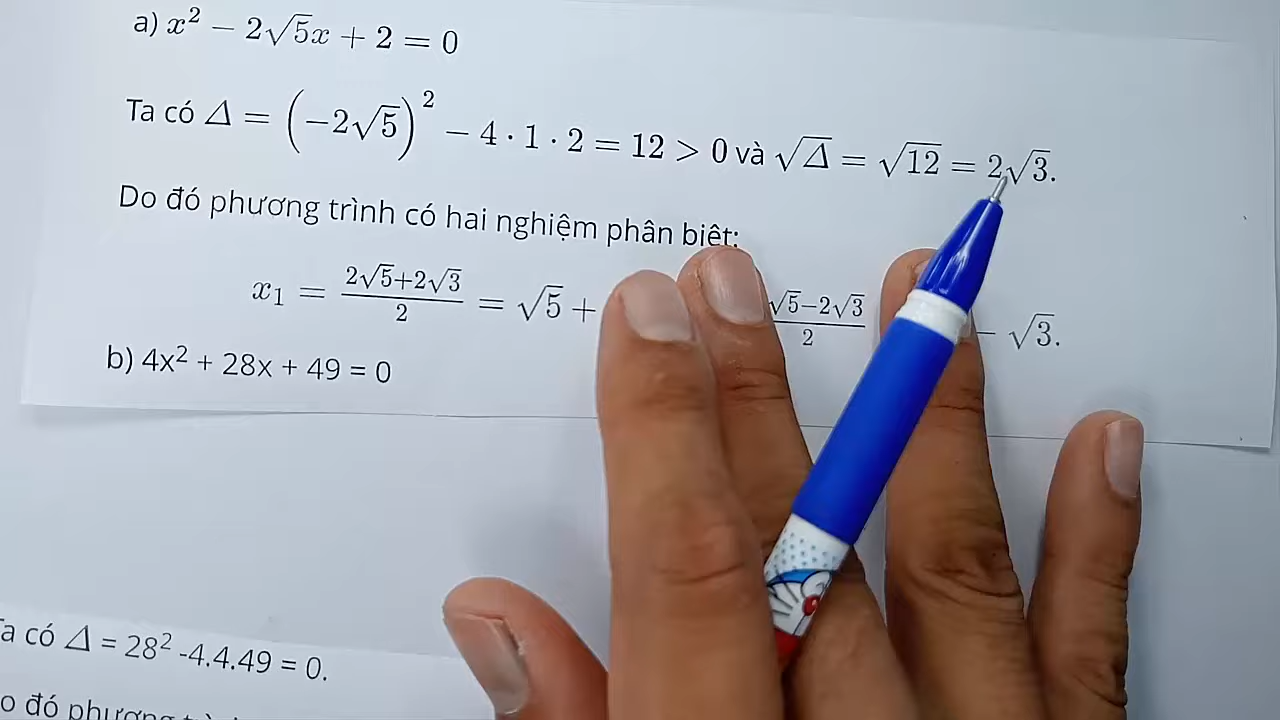 a) x² − 2√5x + 2 = 0
Ta có Δ = (−2√5)² − 4 · 1 · 2 = 12 > 0 và √Δ = √12 = 2√3.
Do đó phương trình có hai nghiệm phân biệt:
x₁ = (2√5+2√3)/2 = √5 + √5−2√3/2 − √3.
b) 4x² + 28x + 49 = 0
có Δ = 28² -4.4.49 = 0.
đó phương